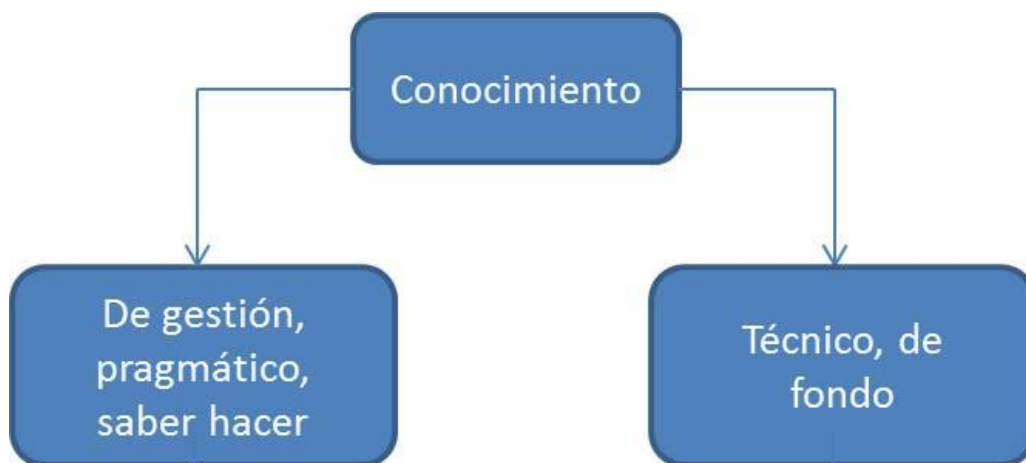 Conocimiento
De gestión,
pragmático,
saber hacer
Técnico, de
fondo